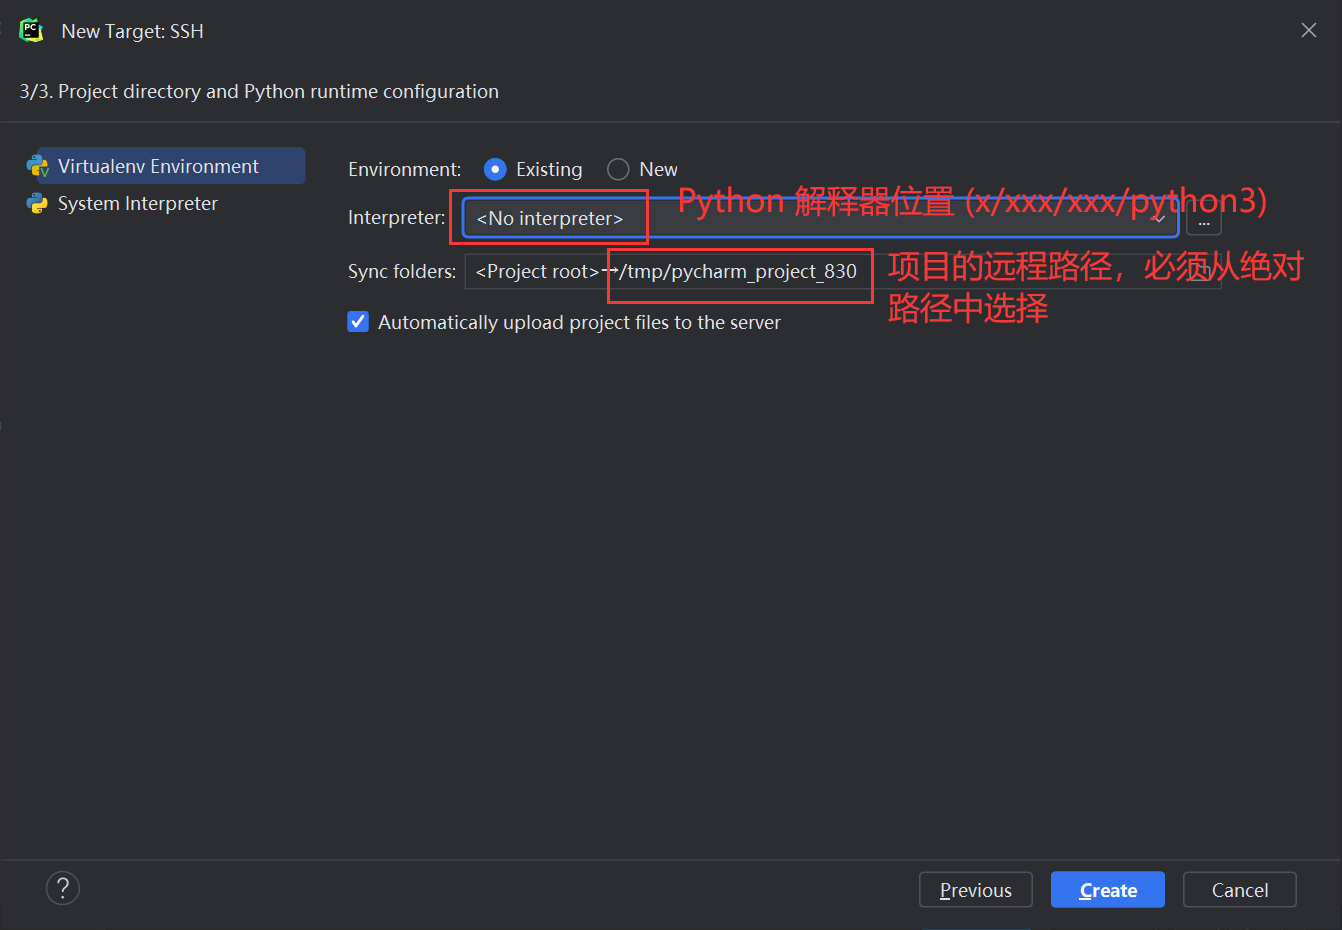 New Target: SSH
3/3. Project directory and Python runtime configuration
Virtualenv Environment
System Interpreter
Environment: Existing New
Interpreter: <No interpreter> ...
Python 解释器位置 (x/xxx/xxx/python3)
Sync folders: <Project root>→/tmp/pycharm_project_830
项目的远程路径，必须从绝对
路径中选择
Automatically upload project files to the server
? Previous Create Cancel